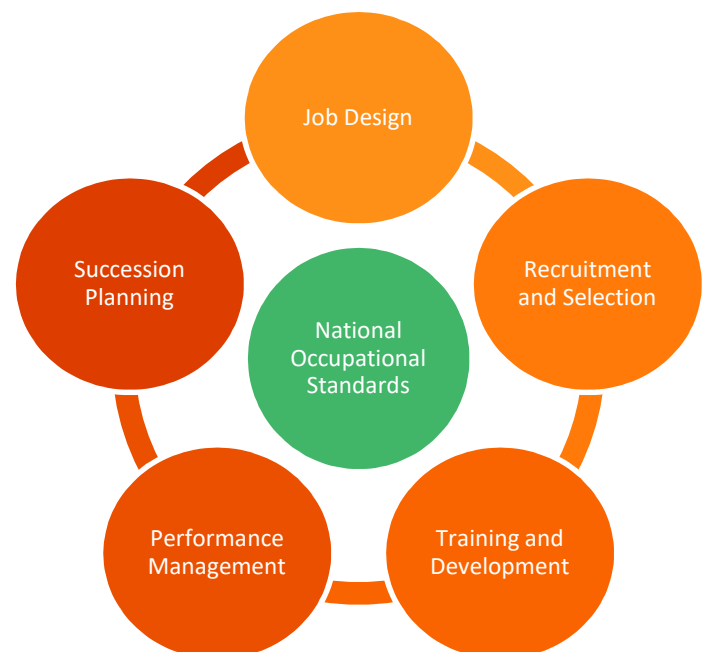 Job Design
Recruitment
and Selection
Training and
Development
Performance
Management
Succession
Planning
National
Occupational
Standards